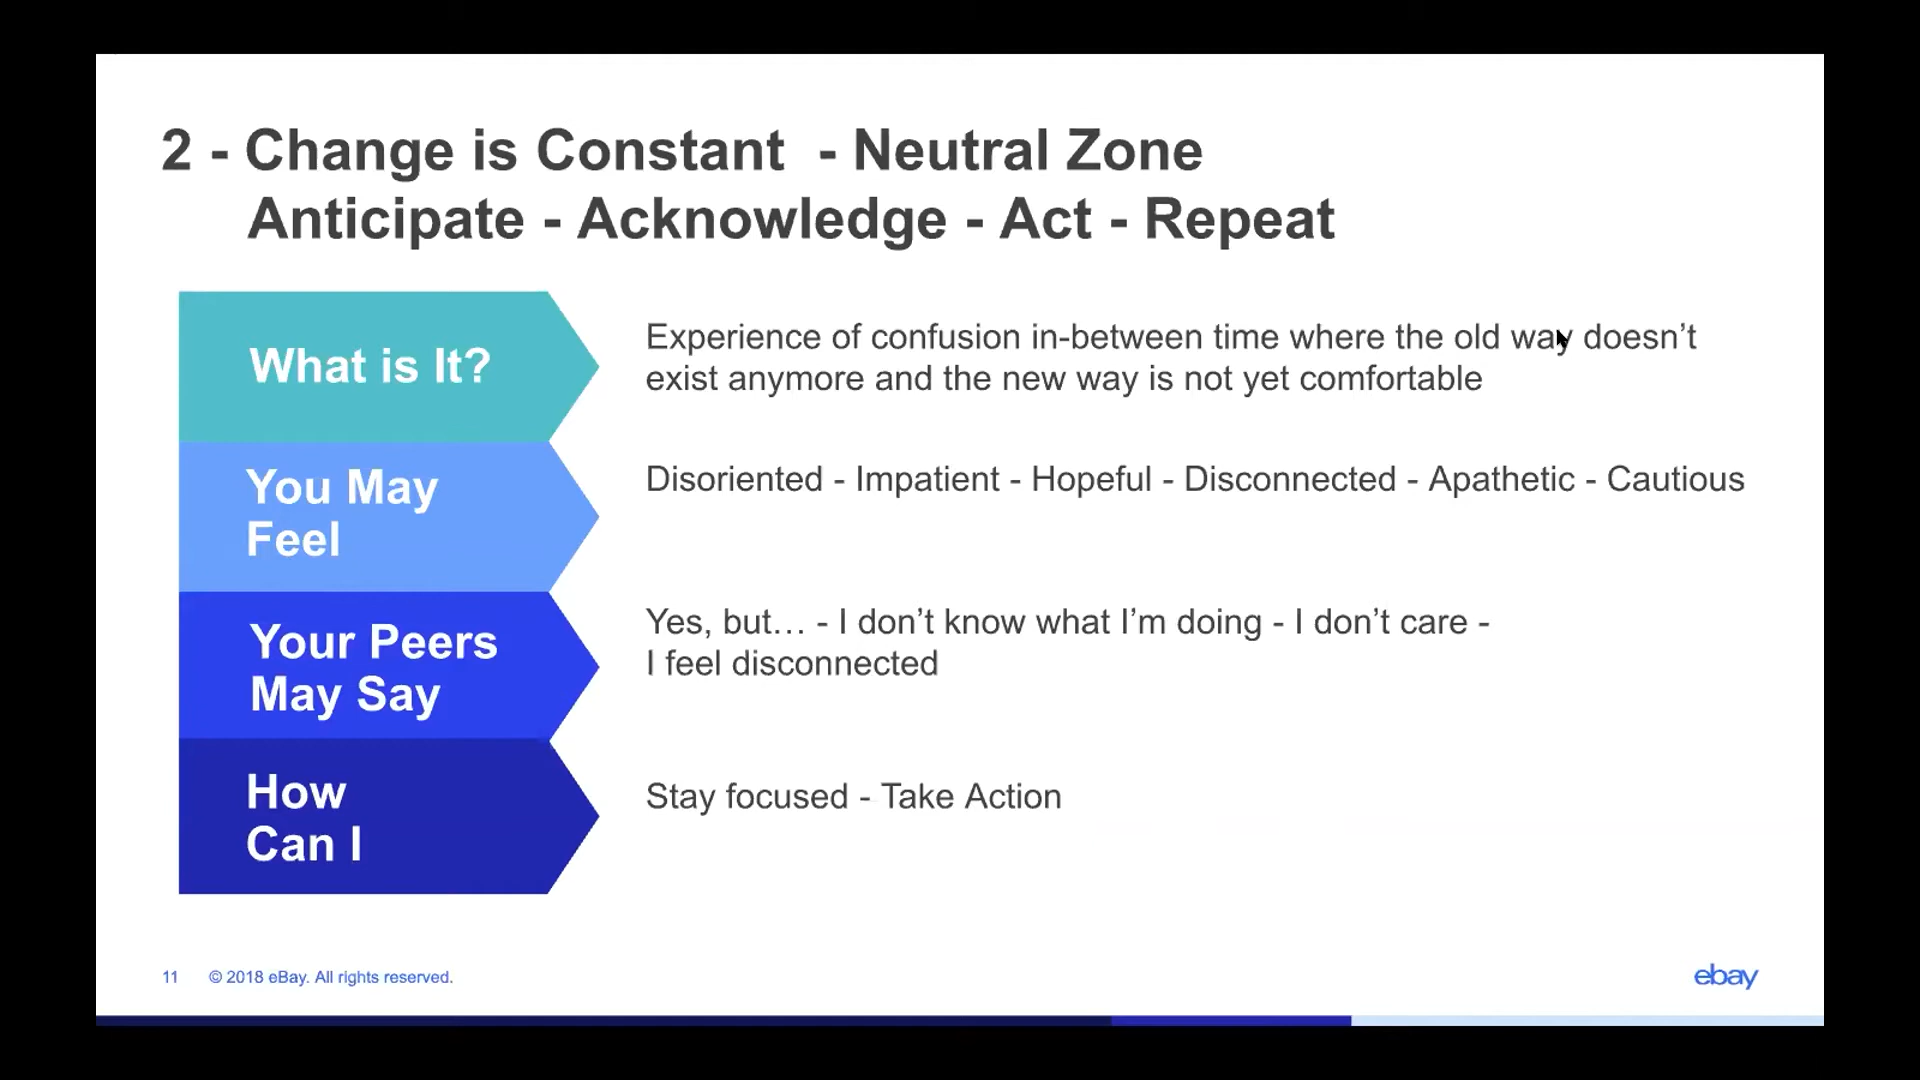 2 - Change is Constant  - Neutral Zone
Anticipate - Acknowledge - Act - Repeat
What is It?
Experience of confusion in-between time where the old way doesn’t
exist anymore and the new way is not yet comfortable
You May
Feel
Disoriented - Impatient - Hopeful - Disconnected - Apathetic - Cautious
Your Peers
May Say
Yes, but… - I don’t know what I’m doing - I don’t care -
I feel disconnected
How
Can I
Stay focused - Take Action
11 © 2018 eBay. All rights reserved.
ebay